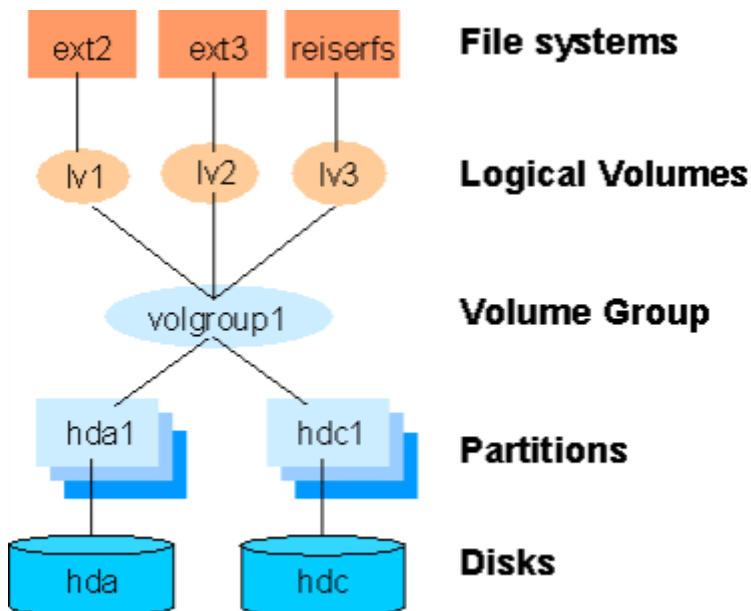 ext2 ext3 reiserfs File systems
lv1 lv2 lv3 Logical Volumes
volgroup1 Volume Group
hda1 hdc1 Partitions
hda hdc Disks